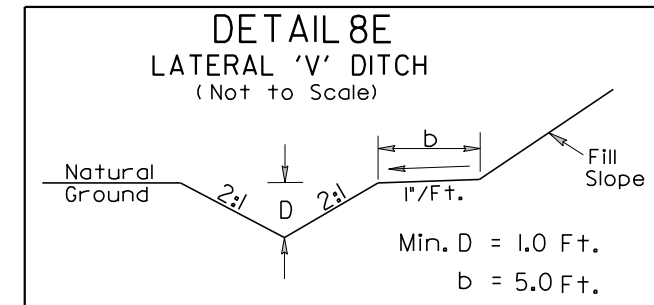 DETAIL 8E
LATERAL 'V' DITCH
(Not to Scale)
b
Natural
Ground
2:1
D
2:1
1"/Ft.
Fill
Slope
Min. D = 1.0 Ft.
b = 5.0 Ft.